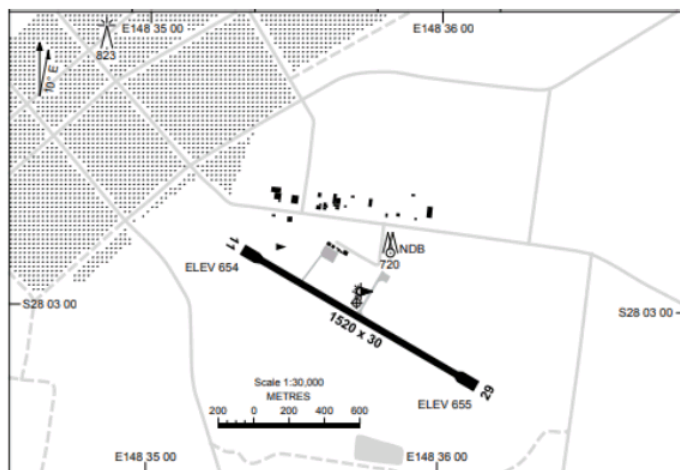 E148 35 00
E148 36 00
823
10° E
NDB
720
11
ELEV 654
S28 03 00
S28 03 00
1520 x 30
Scale 1:30,000
METRES
200 0 200 400 600
ELEV 655
29
E148 35 00
E148 36 00